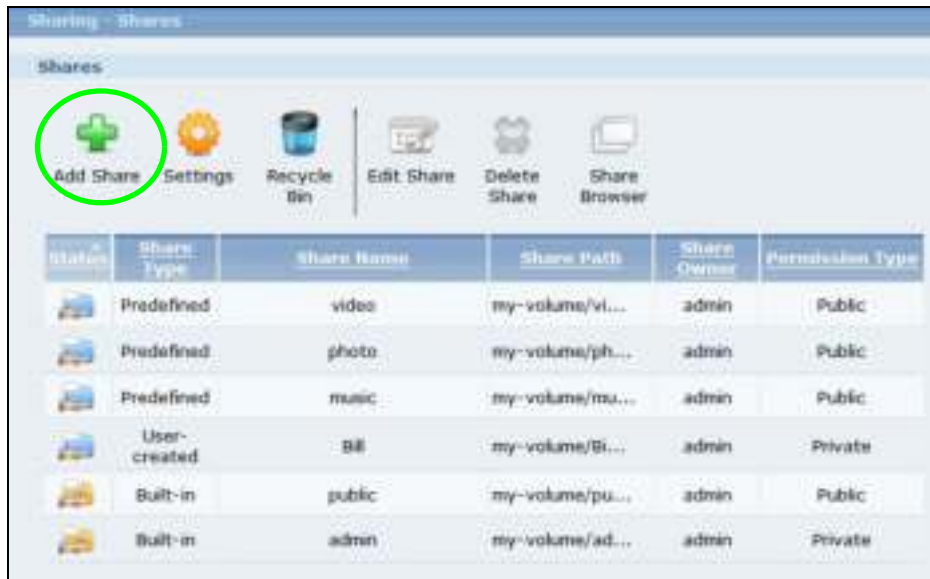 Sharing - Shares
Shares
Add Share Settings Recycle Bin Edit Share Delete Share Share Browser
Status Share Type Share Name Share Path Share Owner Permission Type
Predefined video my-volume/vi... admin Public
Predefined photo my-volume/ph... admin Public
Predefined music my-volume/mu... admin Public
User-created Bill my-volume/Bi... admin Private
Built-in public my-volume/pu... admin Public
Built-in admin my-volume/ad... admin Private